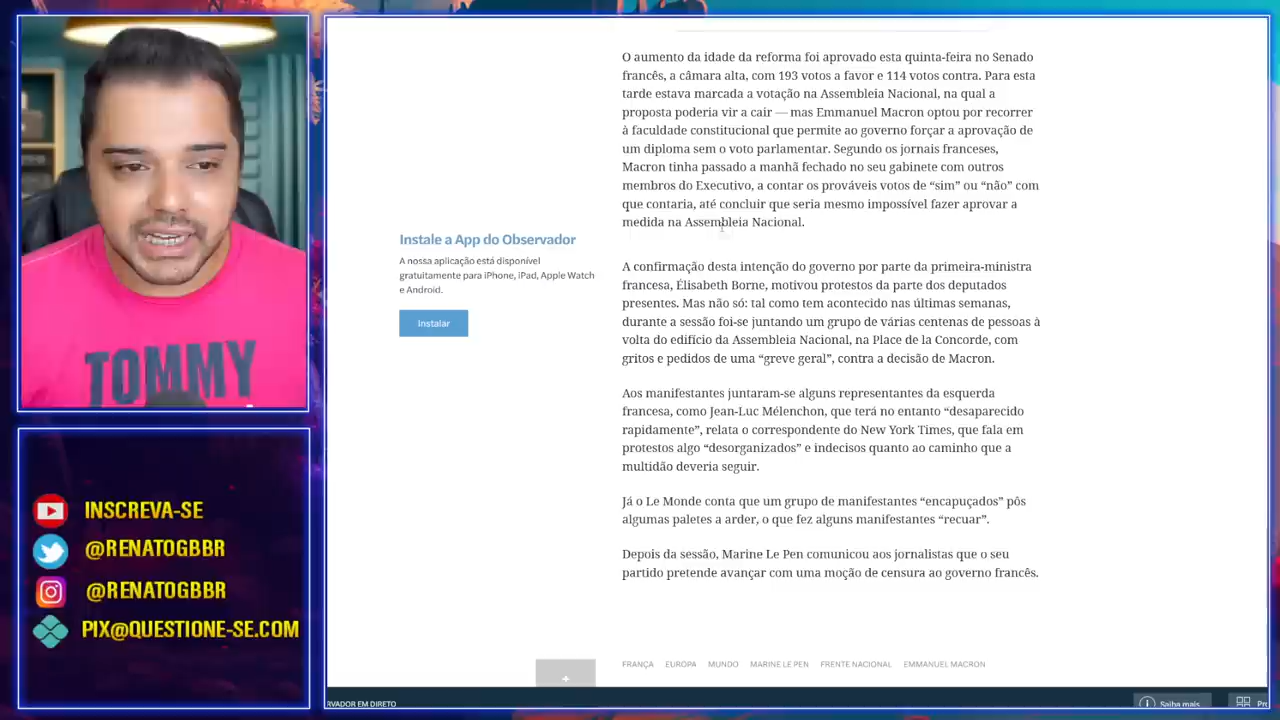 O aumento da idade da reforma foi aprovado esta quinta-feira no Senado
francês, a câmara alta, com 193 votos a favor e 114 votos contra. Para esta
tarde estava marcada a votação na Assembleia Nacional, na qual a
proposta poderia vir a cair — mas Emmanuel Macron optou por recorrer
à faculdade constitucional que permite ao governo forçar a aprovação de
um diploma sem o voto parlamentar. Segundo os jornais franceses,
Macron tinha passado a manhã fechado no seu gabinete com outros
membros do Executivo, a contar os prováveis votos de “sim” ou “não” com
que contaria, até concluir que seria mesmo impossível fazer aprovar a
medida na Assembleia Nacional.
Instale a App do Observador
A nossa aplicação está disponível
gratuitamente para iPhone, iPad, Apple Watch
e Android.
Instalar
A confirmação desta intenção do governo por parte da primeira-ministra
francesa, Élisabeth Borne, motivou protestos da parte dos deputados
presentes. Mas não só: tal como tem acontecido nas últimas semanas,
durante a sessão foi-se juntando um grupo de várias centenas de pessoas à
volta do edifício da Assembleia Nacional, na Place de la Concorde, com
gritos e pedidos de uma “greve geral”, contra a decisão de Macron.
Aos manifestantes juntaram-se alguns representantes da esquerda
francesa, como Jean-Luc Mélenchon, que terá no entanto “desaparecido
rapidamente”, relata o correspondente do New York Times, que fala em
protestos algo “desorganizados” e indecisos quanto ao caminho que a
multidão deveria seguir.
Já o Le Monde conta que um grupo de manifestantes “encapuçados” pôs
algumas paletes a arder, o que fez alguns manifestantes “recuar”.
Depois da sessão, Marine Le Pen comunicou aos jornalistas que o seu
partido pretende avançar com uma moção de censura ao governo francês.
FRANÇA EUROPA MUNDO MARINE LE PEN FRENTE NACIONAL EMMANUEL MACRON
+
RVADOR EM DIRETO
Saiba mais
Pr
TOMMY
INSCREVA-SE
@RENATOGBBR
@RENATOGBBR
PIX@QUESTIONE-SE.COM